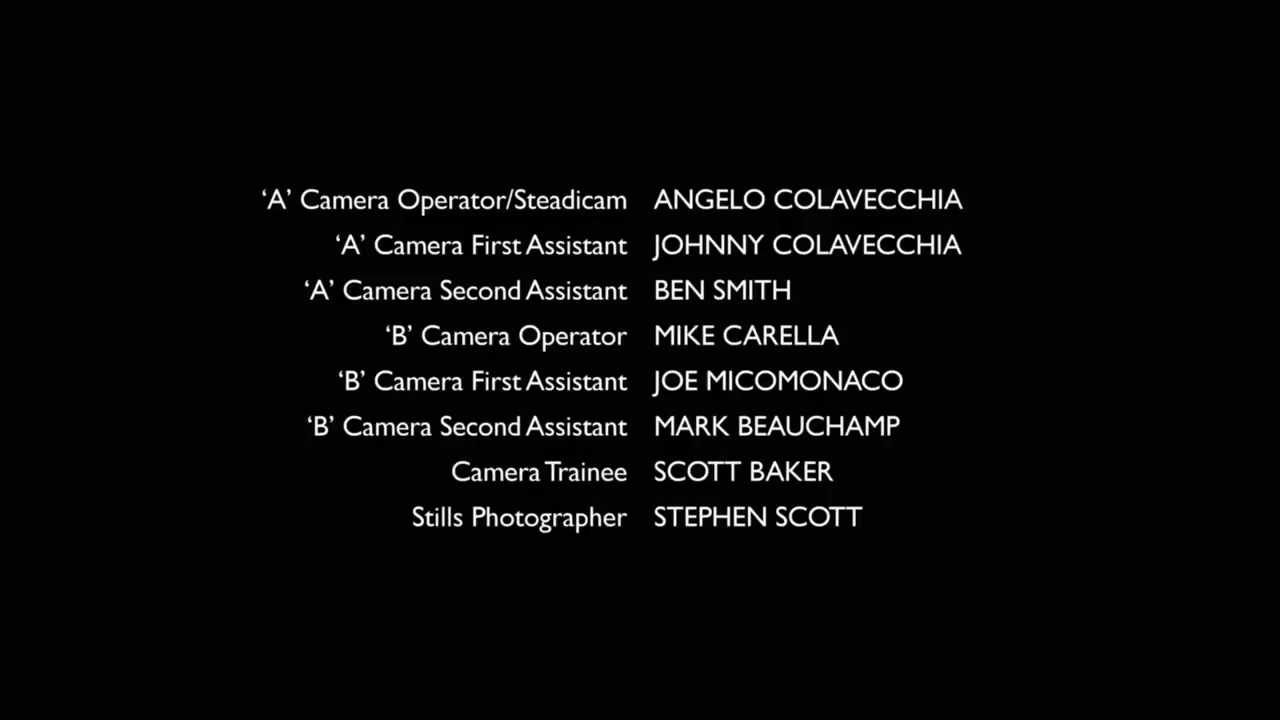 ‘A’ Camera Operator/Steadicam ANGELO COLAVECCHIA
‘A’ Camera First Assistant JOHNNY COLAVECCHIA
‘A’ Camera Second Assistant BEN SMITH
‘B’ Camera Operator MIKE CARELLA
‘B’ Camera First Assistant JOE MICOMONACO
‘B’ Camera Second Assistant MARK BEAUCHAMP
Camera Trainee SCOTT BAKER
Stills Photographer STEPHEN SCOTT